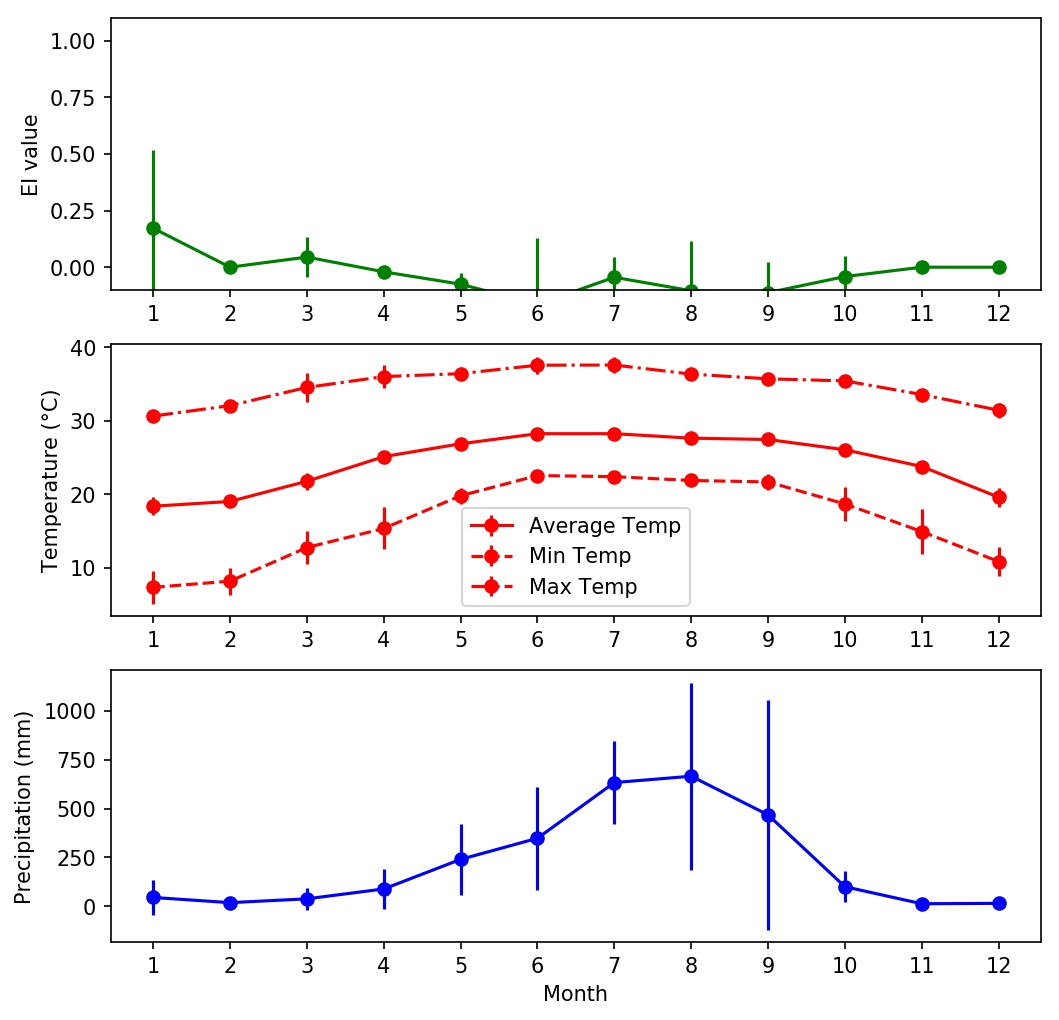 EI value
1.00
0.75
0.50
0.25
0.00
1 2 3 4 5 6 7 8 9 10 11 12
Temperature (°C)
40
30
20
10
Average Temp
Min Temp
Max Temp
1 2 3 4 5 6 7 8 9 10 11 12
Precipitation (mm)
1000
750
500
250
0
1 2 3 4 5 6 7 8 9 10 11 12
Month